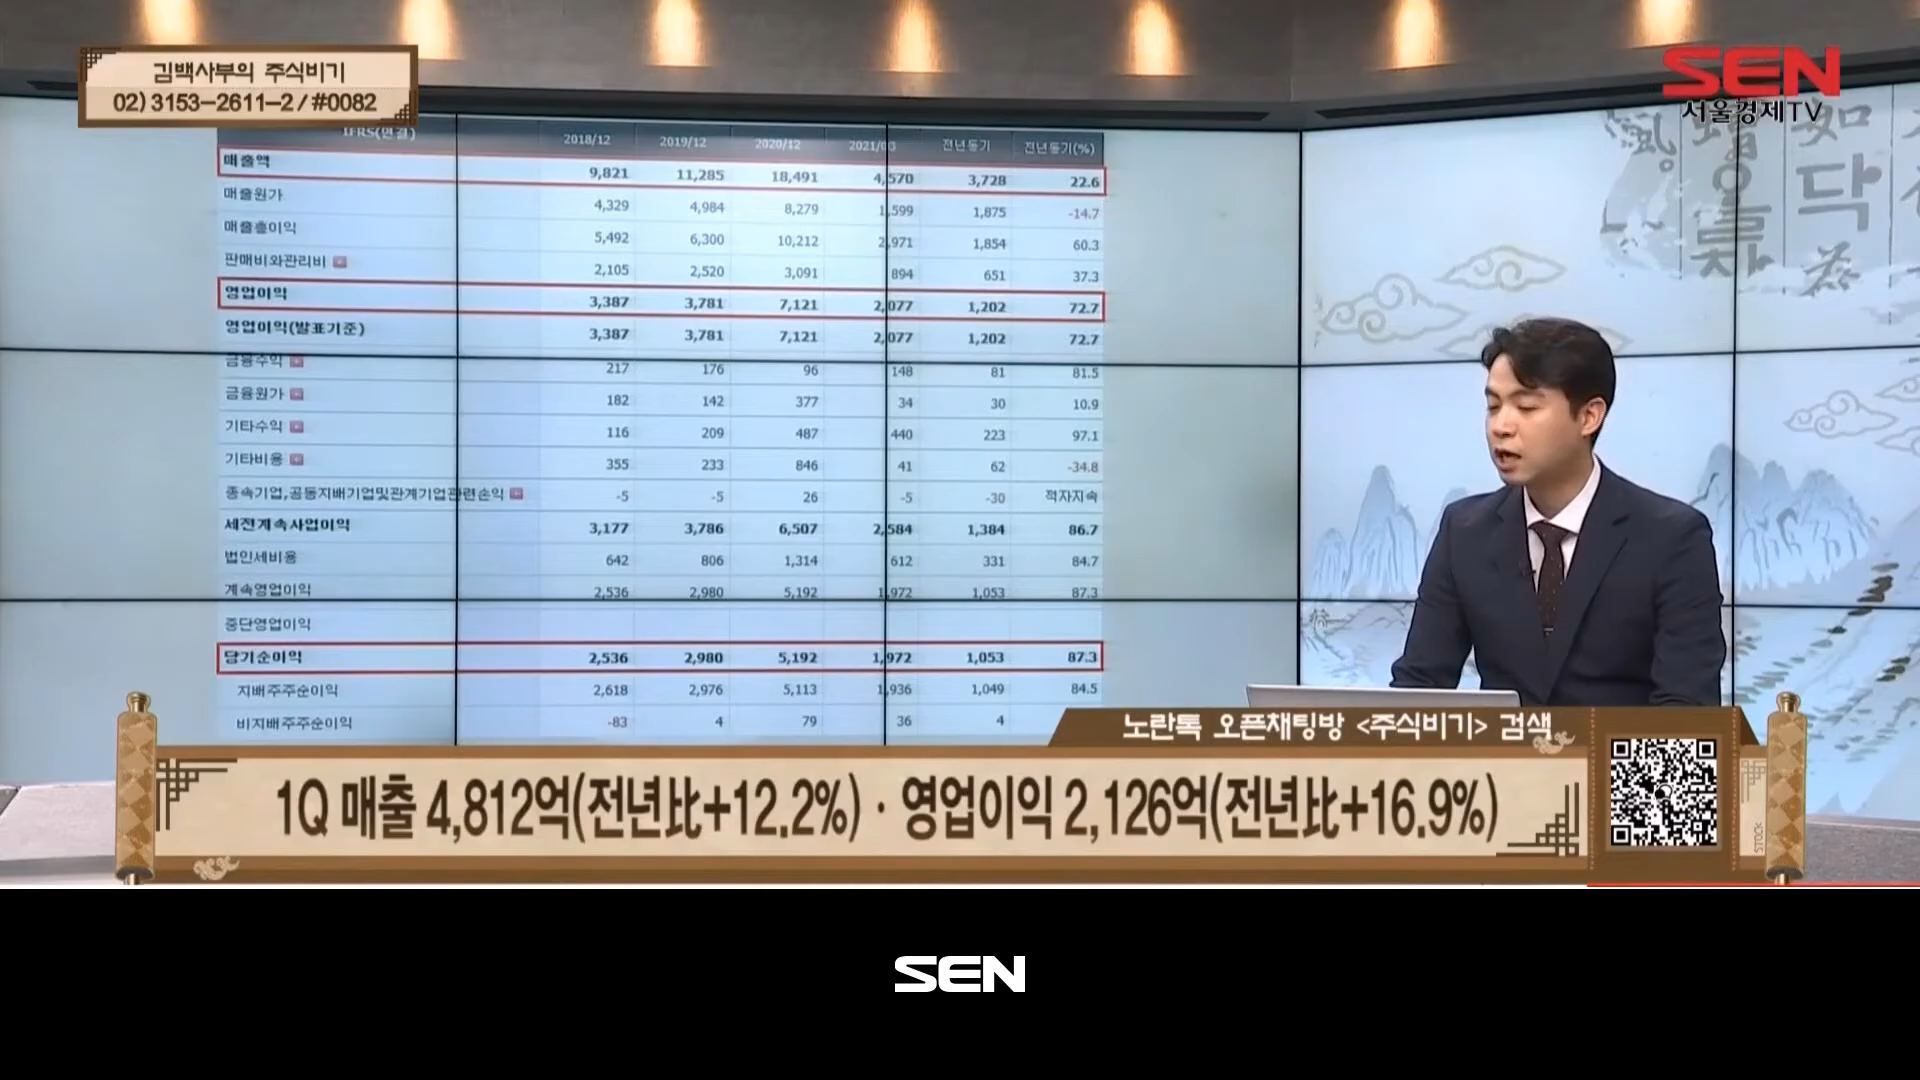 김백사부의 주식비기
02) 3153-2611-2 / #0082
SEN
서울경제TV
IFRS(연결) 2018/12 2019/12 2020/12 2021/03 전년동기 전년동기(%)
매출액 9,821 11,285 18,491 4,570 3,728 22.6
매출원가 4,329 4,984 8,279 1,599 1,875 -14.7
매출총이익 5,492 6,300 10,212 2,971 1,854 60.3
판매비와관리비 2,105 2,520 3,091 894 651 37.3
영업이익 3,387 3,781 7,121 2,077 1,202 72.7
영업이익(발표기준) 3,387 3,781 7,121 2,077 1,202 72.7
금융수익 217 176 96 148 81 81.5
금융원가 182 142 377 34 30 10.9
기타수익 116 209 487 440 223 97.1
기타비용 355 233 846 41 62 -34.8
종속기업,공동지배기업및관계기업관련손익 -5 -5 26 -5 -30 적자지속
세전계속사업이익 3,177 3,786 6,507 2,584 1,384 86.7
법인세비용 642 806 1,314 612 331 84.7
계속영업이익 2,536 2,980 5,192 1,972 1,053 87.3
중단영업이익
당기순이익 2,536 2,980 5,192 1,972 1,053 87.3
지배주주순이익 2,618 2,976 5,113 1,936 1,049 84.5
비지배주주순이익 -83 4 79 36 4
노란톡 오픈채팅방 <주식비기> 검색
1Q 매출 4,812억(전년比+12.2%)·영업이익 2,126억(전년比+16.9%)
STOCK
SEN